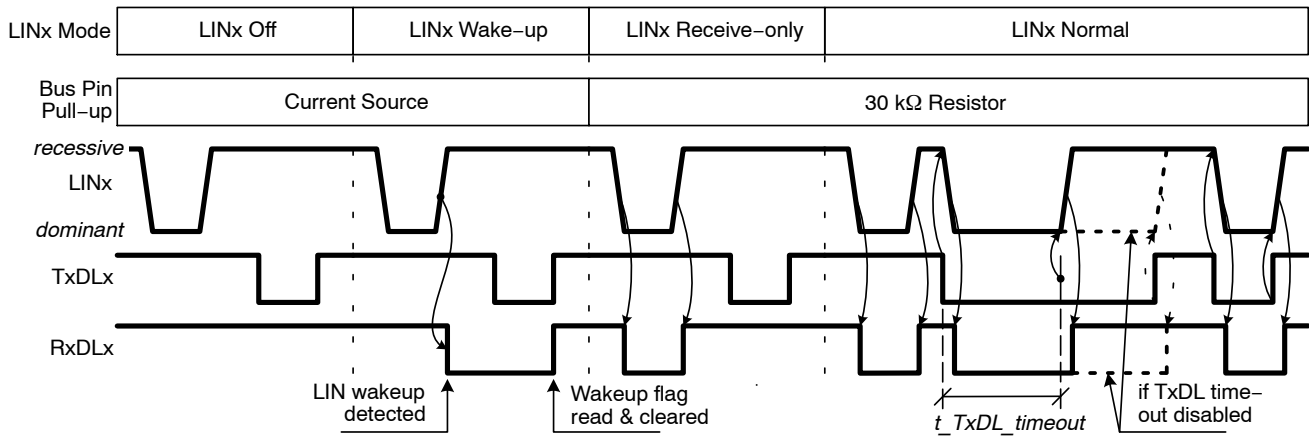 LINx Mode
LINx Off
LINx Wake−up
LINx Receive−only
LINx Normal
Bus Pin
Pull−up
Current Source
30 kΩ Resistor
recessive
LINx
dominant
TxDLx
RxDLx
LIN wakeup
detected
Wakeup flag
read & cleared
t_TxDL_timeout
if TxDL time−
out disabled